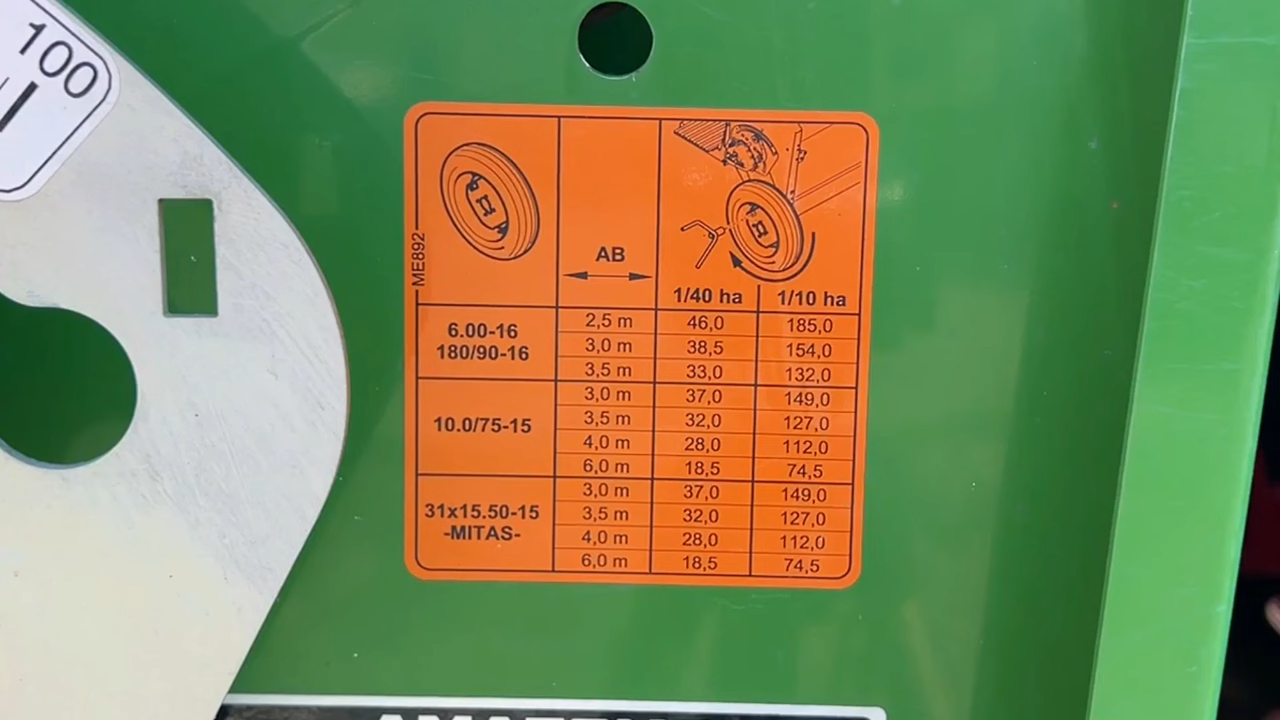 100
ME892
AB
1/40 ha 1/10 ha
6.00-16
180/90-16
2,5 m 46,0 185,0
3,0 m 38,5 154,0
3,5 m 33,0 132,0
10.0/75-15
3,0 m 37,0 149,0
3,5 m 32,0 127,0
4,0 m 28,0 112,0
6,0 m 18,5 74,5
31x15.50-15
-MITAS-
3,0 m 37,0 149,0
3,5 m 32,0 127,0
4,0 m 28,0 112,0
6,0 m 18,5 74,5